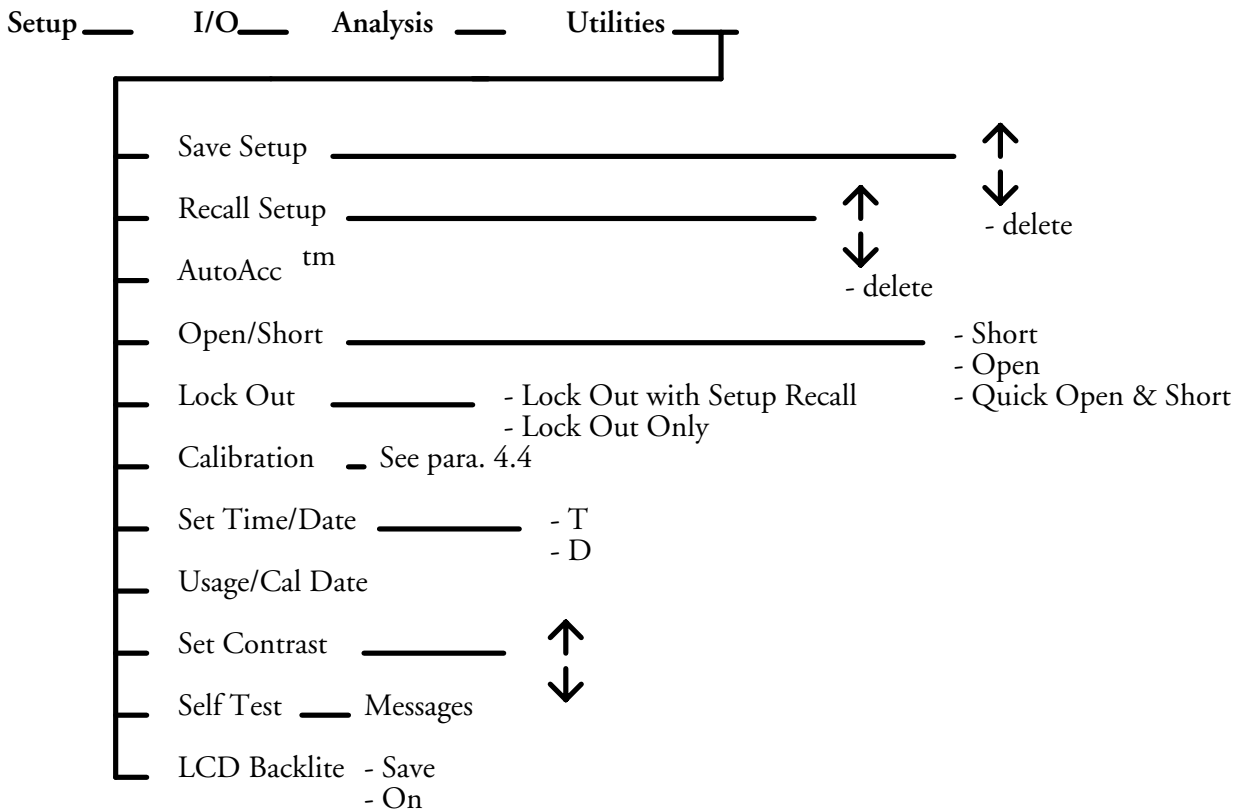 Setup I/O Analysis Utilities
Save Setup
- delete
Recall Setup
- delete
AutoAcc tm
Open/Short
- Short
- Open
- Quick Open & Short
Lock Out - Lock Out with Setup Recall
- Lock Out Only
Calibration See para. 4.4
Set Time/Date - T
- D
Usage/Cal Date
Set Contrast
Self Test Messages
LCD Backlite - Save
- On